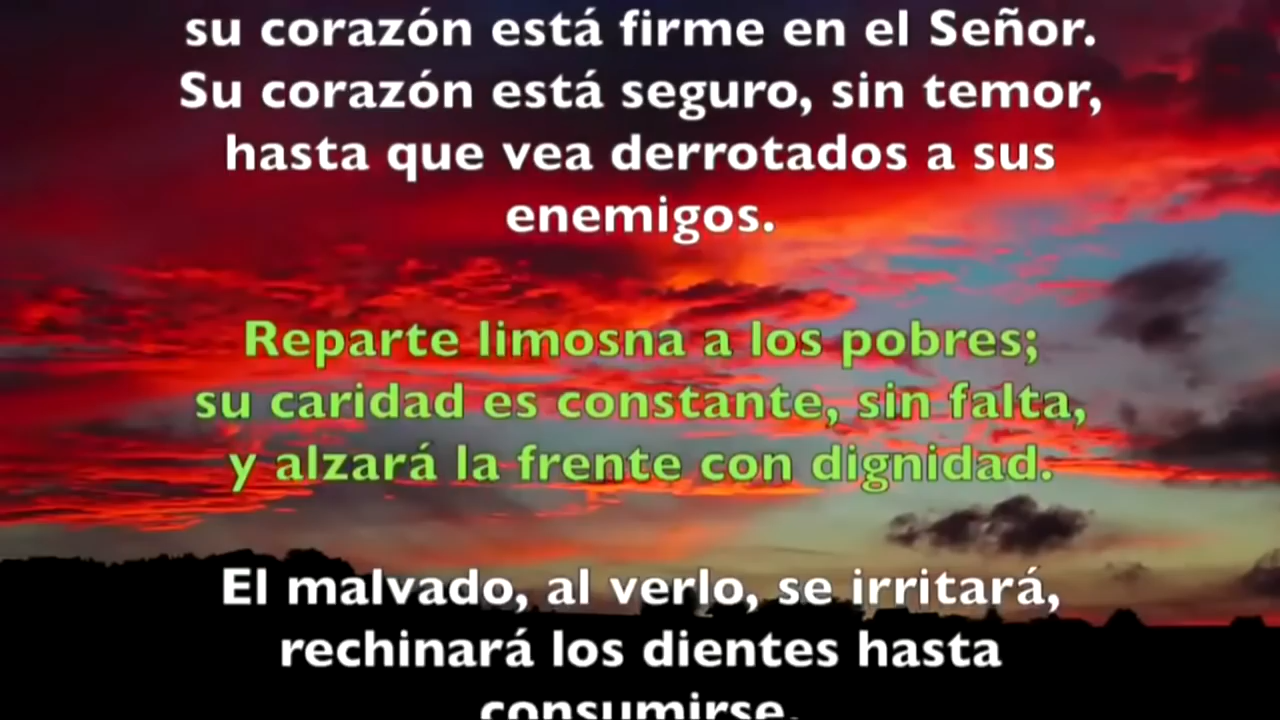 su corazón está firme en el Señor.
Su corazón está seguro, sin temor,
hasta que vea derrotados a sus
enemigos.
Reparte limosna a los pobres;
su caridad es constante, sin falta,
y alzará la frente con dignidad.
El malvado, al verlo, se irritará,
rechinará los dientes hasta
consumirse.